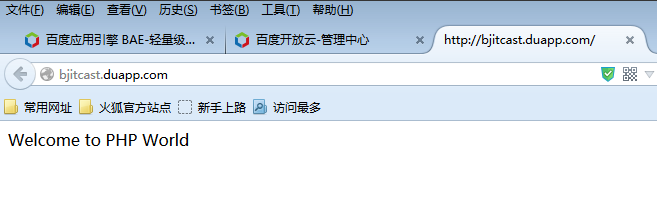 文件(F) 编辑(E) 查看(V) 历史(S) 书签(B) 工具(T) 帮助(H)
百度应用引擎 BAE-轻量级... 百度开放云-管理中心 http://bjitcast.duapp.com/
bjitcast.duapp.com
常用网址 火狐官方站点 新手上路 访问最多
Welcome to PHP World